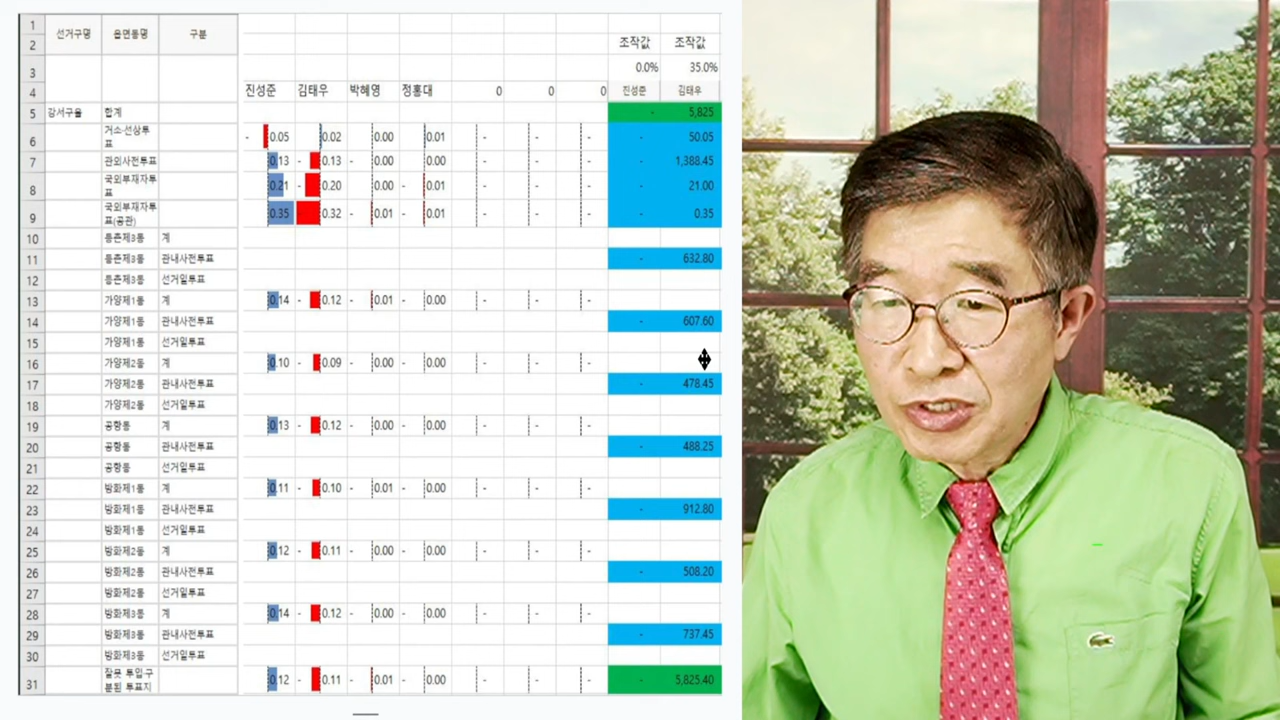 1
선거구명 읍면동명 구분
2 조작값 조작값
3 0.0% 35.0%
4 진성준 김태우 박혜영 정홍대 0 0 0 진성준 김태우
5 강서구을 합계 - 5,825
6 거소·선상투표 - 0.05 0.02 0.00 0.01 - - - - 50.05
7 관외사전투표 0.13 - 0.13 - 0.00 - 0.00 - - - - 1,388.45
8 국외부재자투표 0.21 - 0.20 0.00 - 0.01 - - - - 21.00
9 국외부재자투표(공관) 0.35 0.32 - 0.01 - 0.01 - - - - 0.35
10 등촌제3동 계
11 등촌제3동 관내사전투표 - 632.80
12 등촌제3동 선거일투표
13 가양제1동 계 0.14 - 0.12 - 0.01 - 0.00 - - -
14 가양제1동 관내사전투표 - 607.60
15 가양제1동 선거일투표
16 가양제2동 계 0.10 - 0.09 - 0.00 - 0.00 - - -
17 가양제2동 관내사전투표 - 478.45
18 가양제2동 선거일투표
19 공항동 계 0.13 - 0.12 - 0.00 - 0.00 - - -
20 공항동 관내사전투표 - 488.25
21 공항동 선거일투표
22 방화제1동 계 0.11 - 0.10 - 0.01 - 0.00 - - -
23 방화제1동 관내사전투표 - 912.80
24 방화제1동 선거일투표
25 방화제2동 계 0.12 - 0.11 - 0.00 - 0.00 - - -
26 방화제2동 관내사전투표 - 508.20
27 방화제2동 선거일투표
28 방화제3동 계 0.14 - 0.12 - 0.00 - 0.00 - - -
29 방화제3동 관내사전투표 - 737.45
30 방화제3동 선거일투표
31 잘못 투입·구분된 투표지 0.12 - 0.11 - 0.01 - 0.00 - - - - 5,825.40